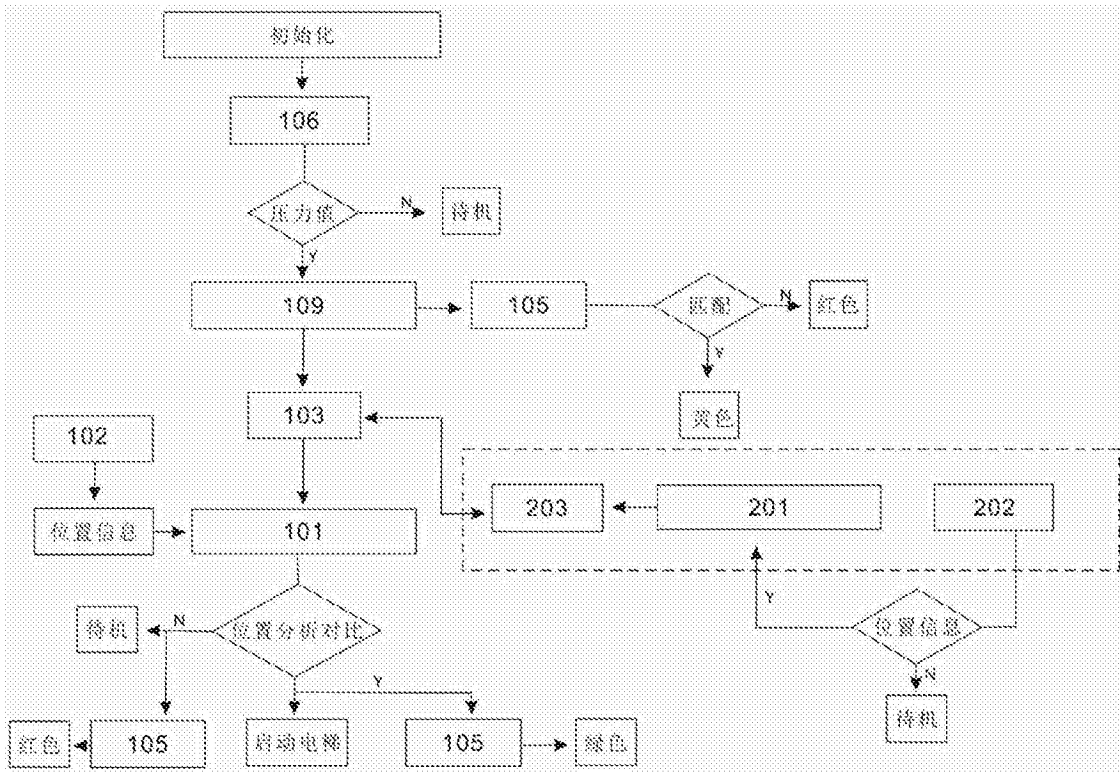 初始化
106
压力值
N
待机
Y
109
105
匹配
N
红色
Y
黄色
103
102
203
201
202
位置信息
101
Y
位置信息
N
待机
待机
N
位置分析对比
Y
红色
105
启动电梯
105
绿色